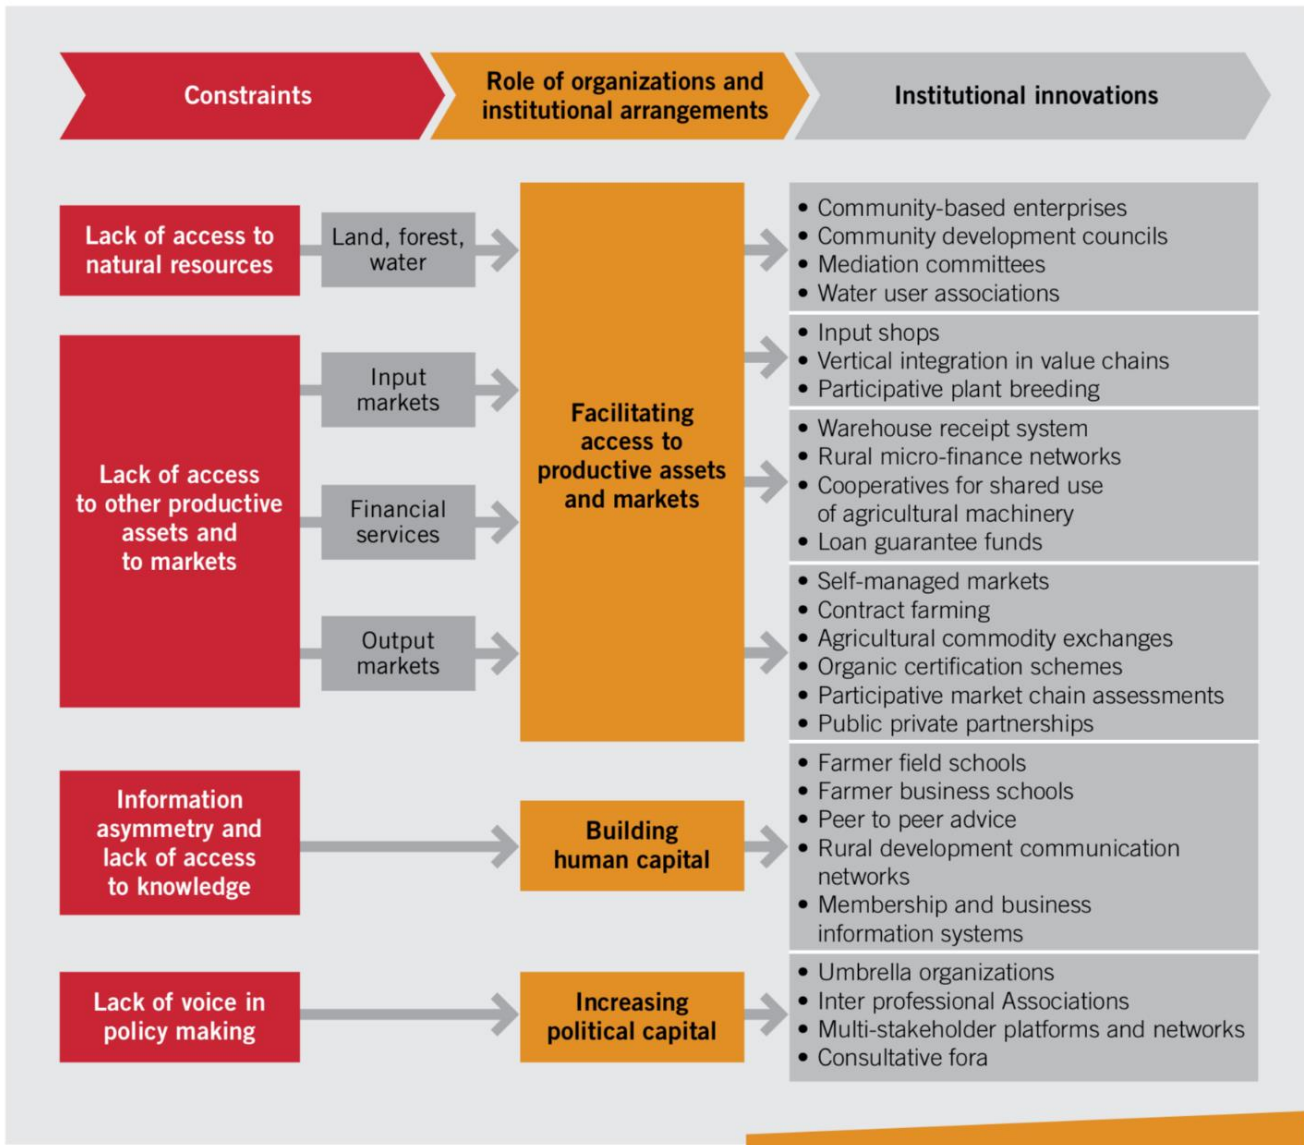 Constraints
Role of organizations and
institutional arrangements
Institutional innovations
Lack of access to
natural resources
Land, forest,
water
• Community-based enterprises
• Community development councils
• Mediation committees
• Water user associations
Lack of access
to other productive
assets and
to markets
Input
markets
Financial
services
Output
markets
Facilitating
access to
productive assets
and markets
• Input shops
• Vertical integration in value chains
• Participative plant breeding
• Warehouse receipt system
• Rural micro-finance networks
• Cooperatives for shared use
of agricultural machinery
• Loan guarantee funds
• Self-managed markets
• Contract farming
• Agricultural commodity exchanges
• Organic certification schemes
• Participative market chain assessments
• Public private partnerships
Information
asymmetry and
lack of access
to knowledge
Building
human capital
• Farmer field schools
• Farmer business schools
• Peer to peer advice
• Rural development communication
networks
• Membership and business
information systems
Lack of voice in
policy making
Increasing
political capital
• Umbrella organizations
• Inter professional Associations
• Multi-stakeholder platforms and networks
• Consultative fora